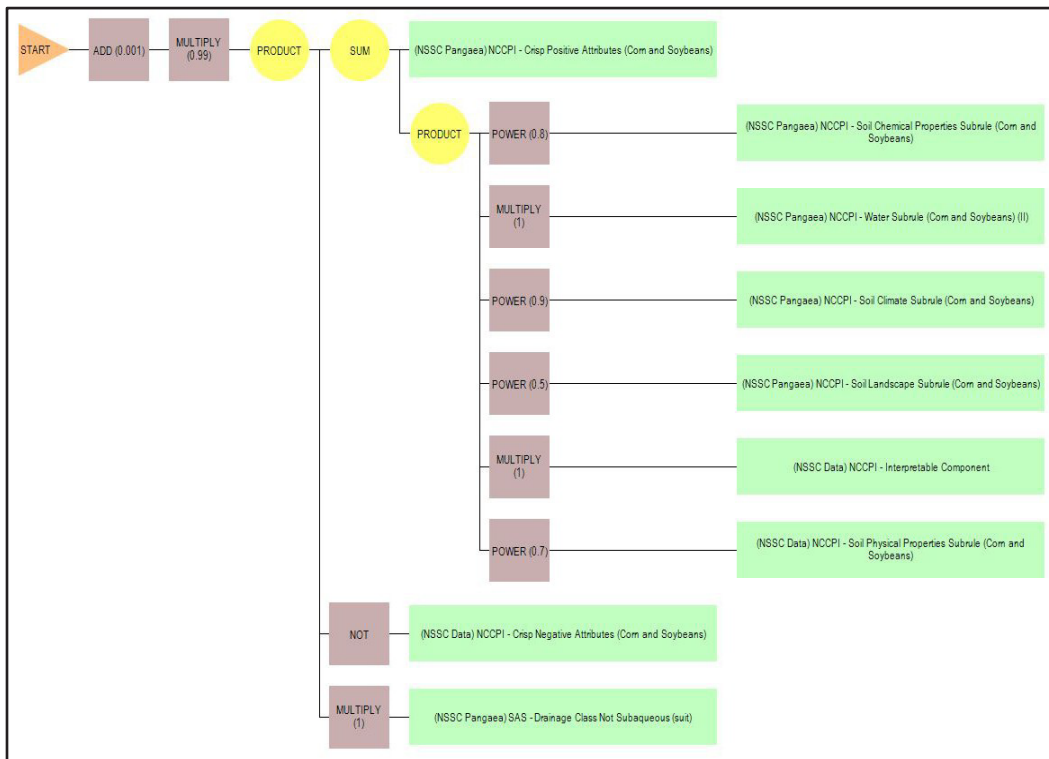 START
ADD (0.001)
MULTIPLY
(0.99)
PRODUCT
SUM
(NSSC Pangaea) NCCPI - Crisp Positive Attributes (Corn and Soybeans)
PRODUCT
POWER (0.8)
(NSSC Pangaea) NCCPI - Soil Chemical Properties Subrule (Corn and
Soybeans)
MULTIPLY
(1)
(NSSC Pangaea) NCCPI - Water Subrule (Corn and Soybeans) (II)
POWER (0.9)
(NSSC Pangaea) NCCPI - Soil Climate Subrule (Corn and Soybeans)
POWER (0.5)
(NSSC Pangaea) NCCPI - Soil Landscape Subrule (Corn and Soybeans)
MULTIPLY
(1)
(NSSC Data) NCCPI - Interpretable Component
POWER (0.7)
(NSSC Data) NCCPI - Soil Physical Properties Subrule (Corn and
Soybeans)
NOT
(NSSC Data) NCCPI - Crisp Negative Attributes (Corn and Soybeans)
MULTIPLY
(1)
(NSSC Pangaea) SAS - Drainage Class Not Subaqueous (suit)